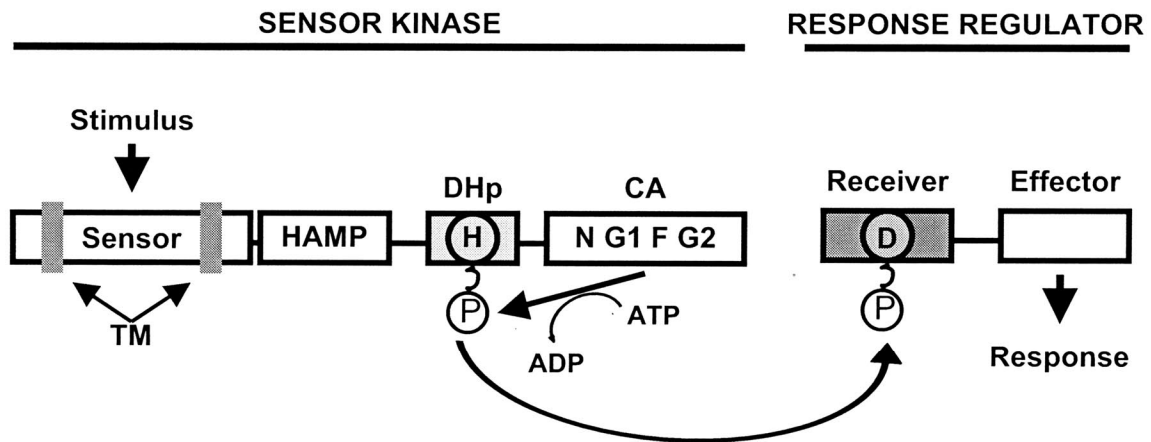 SENSOR KINASE
RESPONSE REGULATOR
Stimulus
DHp
CA
Receiver
Effector
Sensor
HAMP
H
N G1 F G2
D
P
ATP
P
TM
ADP
Response